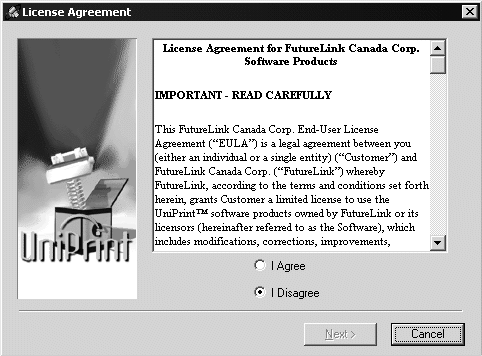 License Agreement
License Agreement for FutureLink Canada Corp.
Software Products
IMPORTANT - READ CAREFULLY
This FutureLink Canada Corp. End-User License
Agreement (“EULA”) is a legal agreement between you
(either an individual or a single entity) (“Customer”) and
FutureLink Canada Corp. (“FutureLink”) whereby
FutureLink, according to the terms and conditions set forth
herein, grants Customer a limited license to use the
UniPrint™ software products owned by FutureLink or its
licensors (hereinafter referred to as the Software), which
includes modifications, corrections, improvements,
UniPrint
I Agree
I Disagree
Next >
Cancel